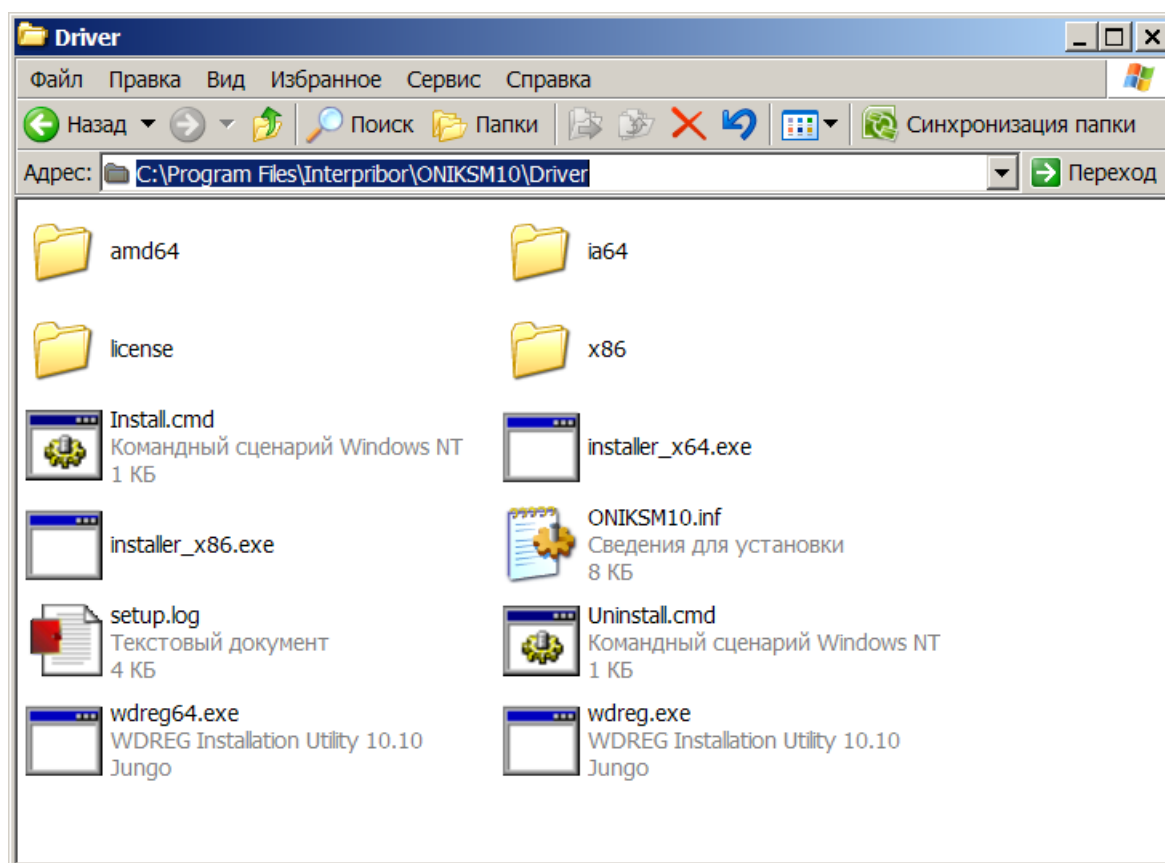 Driver
Файл Правка Вид Избранное Сервис Справка
Назад Поиск Папки Синхронизация папки
Адрес: C:\Program Files\Interpribor\ONIKSM10\Driver Переход
amd64
ia64
license
x86
Install.cmd
Командный сценарий Windows NT
1 КБ
installer_x64.exe
installer_x86.exe
ONIKSM10.inf
Сведения для установки
8 КБ
setup.log
Текстовый документ
4 КБ
Uninstall.cmd
Командный сценарий Windows NT
1 КБ
wdreg64.exe
WDREG Installation Utility 10.10
Jungo
wdreg.exe
WDREG Installation Utility 10.10
Jungo